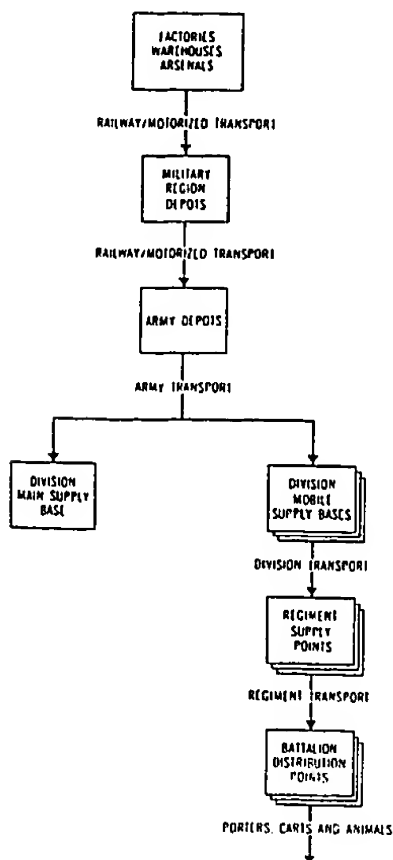 FACTORIES
WAREHOUSES
ARSENALS
RAILWAY/MOTORIZED TRANSPORT
MILITARY
REGION
DEPOTS
RAILWAY/MOTORIZED TRANSPORT
ARMY DEPOTS
ARMY TRANSPORT
DIVISION
MAIN SUPPLY
BASE
DIVISION
MOBILE
SUPPLY BASES
DIVISION TRANSPORT
REGIMENT
SUPPLY
POINTS
REGIMENT TRANSPORT
BATTALION
DISTRIBUTION
POINTS
PORTERS, CARTS AND ANIMALS